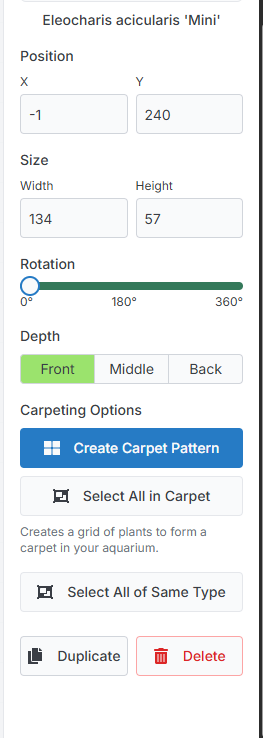 Eleocharis acicularis 'Mini'
Position
X Y
-1 240
Size
Width Height
134 57
Rotation
0° 180° 360°
Depth
Front Middle Back
Carpeting Options
Create Carpet Pattern
Select All in Carpet
Creates a grid of plants to form a
carpet in your aquarium.
Select All of Same Type
Duplicate Delete